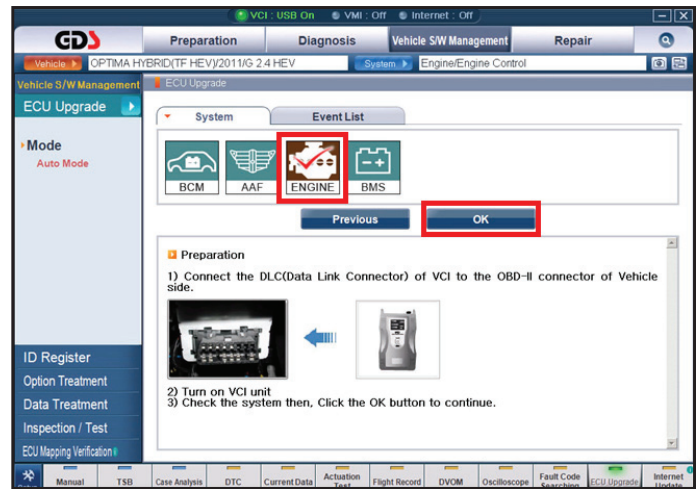 VCI : USB On VMI : Off Internet : Off
GDS Preparation Diagnosis Vehicle S/W Management Repair
Vehicle OPTIMA HYBRID(TF HEV)/2011/G 2.4 HEV System Engine/Engine Control
Vehicle S/W Management
ECU Upgrade
ECU Upgrade
Mode
Auto Mode
System Event List
BCM AAF ENGINE BMS
Previous OK
Preparation
1) Connect the DLC(Data Link Connector) of VCI to the OBD-II connector of Vehicle
side.
2) Turn on VCI unit
3) Check the system then, Click the OK button to continue.
ID Register
Option Treatment
Data Treatment
Inspection / Test
ECU Mapping Verification
Manual TSB Case Analysis DTC Current Data Actuation Test Flight Record DVOM Oscilloscope Fault Code Searching ECU Upgrade Internet Update